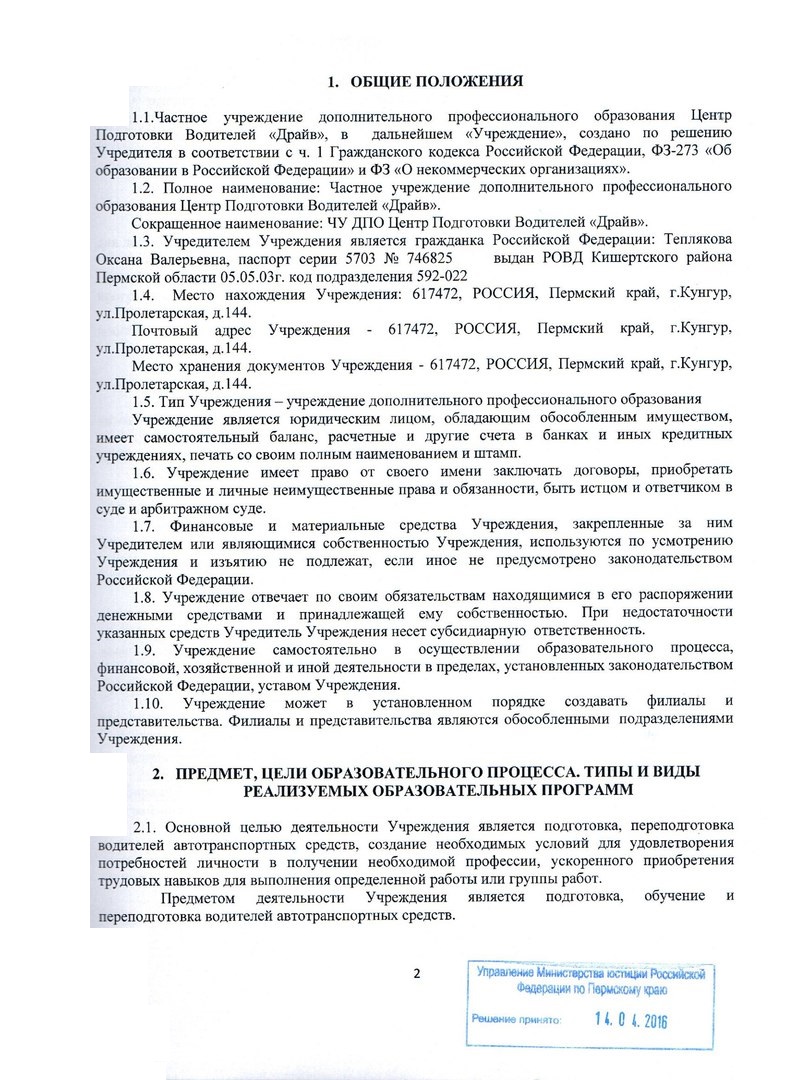 1. ОБЩИЕ ПОЛОЖЕНИЯ
1.1.Частное учреждение дополнительного профессионального образования Центр
Подготовки Водителей «Драйв», в дальнейшем «Учреждение», создано по решению
Учредителя в соответствии с ч. 1 Гражданского кодекса Российской Федерации, ФЗ-273 «Об
образовании в Российской Федерации» и ФЗ «О некоммерческих организациях».
1.2. Полное наименование: Частное учреждение дополнительного профессионального
образования Центр Подготовки Водителей «Драйв».
Сокращенное наименование: ЧУ ДПО Центр Подготовки Водителей «Драйв».
1.3. Учредителем Учреждения является гражданка Российской Федерации: Теплякова
Оксана Валерьевна, паспорт серии 5703 № 746825 выдан РОВД Кишертского района
Пермской области 05.05.03г. код подразделения 592-022
1.4. Место нахождения Учреждения: 617472, РОССИЯ, Пермский край, г.Кунгур,
ул.Пролетарская, д.144.
Почтовый адрес Учреждения - 617472, РОССИЯ, Пермский край, г.Кунгур,
ул.Пролетарская, д.144.
Место хранения документов Учреждения - 617472, РОССИЯ, Пермский край, г.Кунгур,
ул.Пролетарская, д.144.
1.5. Тип Учреждения – учреждение дополнительного профессионального образования
Учреждение является юридическим лицом, обладающим обособленным имуществом,
имеет самостоятельный баланс, расчетные и другие счета в банках и иных кредитных
учреждениях, печать со своим полным наименованием и штамп.
1.6. Учреждение имеет право от своего имени заключать договоры, приобретать
имущественные и личные неимущественные права и обязанности, быть истцом и ответчиком в
суде и арбитражном суде.
1.7. Финансовые и материальные средства Учреждения, закрепленные за ним
Учредителем или являющимися собственностью Учреждения, используются по усмотрению
Учреждения и изъятию не подлежат, если иное не предусмотрено законодательством
Российской Федерации.
1.8. Учреждение отвечает по своим обязательствам находящимися в его распоряжении
денежными средствами и принадлежащей ему собственностью. При недостаточности
указанных средств Учредитель Учреждения несет субсидиарную ответственность.
1.9. Учреждение самостоятельно в осуществлении образовательного процесса,
финансовой, хозяйственной и иной деятельности в пределах, установленных законодательством
Российской Федерации, уставом Учреждения.
1.10. Учреждение может в установленном порядке создавать филиалы и
представительства. Филиалы и представительства являются обособленными подразделениями
Учреждения.
2. ПРЕДМЕТ, ЦЕЛИ ОБРАЗОВАТЕЛЬНОГО ПРОЦЕССА. ТИПЫ И ВИДЫ
РЕАЛИЗУЕМЫХ ОБРАЗОВАТЕЛЬНЫХ ПРОГРАММ
2.1. Основной целью деятельности Учреждения является подготовка, переподготовка
водителей автотранспортных средств, создание необходимых условий для удовлетворения
потребностей личности в получении необходимой профессии, ускоренного приобретения
трудовых навыков для выполнения определенной работы или группы работ.
Предметом деятельности Учреждения является подготовка, обучение и
переподготовка водителей автотранспортных средств.
2
Управление Министерства юстиции Российской
Федерации по Пермскому краю
Решение принято: 14. 04. 2016